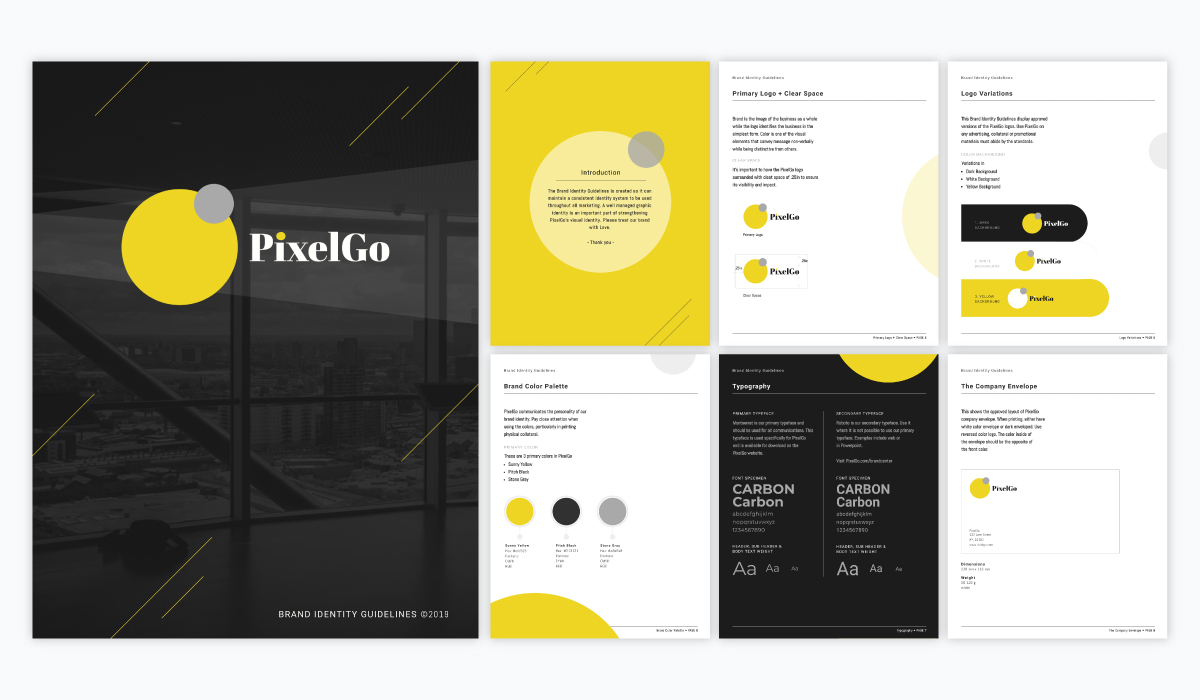 PixelGo
BRAND IDENTITY GUIDELINES ©2019
Introduction
The Brand Identity Guidelines is created so it can
maintain a consistent identity system to be used
throughout all marketing. A well managed graphic
identity is an important part of strengthening
PixelGo's visual identity. Please treat our brand
with Love.
- Thank you -
Brand Identity Guidelines
Primary Logo + Clear Space
Brand is the image of the business as a whole
while the logo identifies the business in the
simplest form. Color is one of the visual
elements that convey message non-verbally
while being distinctive from others.
CLEAR SPACE
It's important to have the PixelGo logo
surrounded with clear space of .25in to ensure
its visibility and impact.
PixelGo
Primary Logo
PixelGo
Clear Space
Primary Logo + Clear Space • PAGE
Brand Identity Guidelines
Logo Variations
This Brand Identity Guidelines display approved
versions of the PixelGo logos. Use PixelGo on
any advertising, collateral or promotional
materials must abide by the standards.
COLOR BACKGROUND
Variations in
• Dark Background
• White Background
• Yellow Background
1. DARK
BACKGROUND
PixelGo
2. WHITE
BACKGROUND
PixelGo
3. YELLOW
BACKGROUND
PixelGo
Logo Variations • PAGE
Brand Identity Guidelines
Brand Color Palette
PixelGo communicates the personality of our
brand identity. Pay close attention when
using the colors, particularly in printing
physical collateral.
PRIMARY COLOR
There are 3 primary colors in PixelGo
• Sunny Yellow
• Pitch Black
• Stone Gray
Sunny Yellow
Pitch Black
Stone Gray
Brand Color Palette • PAGE
Brand Identity Guidelines
Typography
PRIMARY TYPEFACE
Montserrat is our primary typeface and
should be used for all communications. This
typeface is used specifically for PixelGo
and is available for download on the
PixelGo website.
FONT SPECIMEN
CARBON
Carbon
abcdefghijklm
nopqrstuvwxyz
1234567890
HEADER, SUB HEADER &
BODY TEXT WEIGHT
Aa Aa Aa
SECONDARY TYPEFACE
Roboto is our secondary typeface. Use it
where it is not possible to use our primary
typeface. Examples include web or
in Powerpoint.
Visit PixelGo.com/brandcenter
FONT SPECIMEN
CARBON
Carbon
abcdefghijklm
nopqrstuvwxyz
1234567890
HEADER, SUB HEADER &
BODY TEXT WEIGHT
Aa Aa Aa
Typography • PAGE 7
Brand Identity Guidelines
The Company Envelope
This shows the approved layout of PixelGo
company envelope. When printing, either have
white color envelope or dark enveloped. Use
reversed color logo. The color inside of
the envelope should be the opposite of
the front color.
PixelGo
PixelGo
Dimensions
Weight
The Company Envelope • PAGE